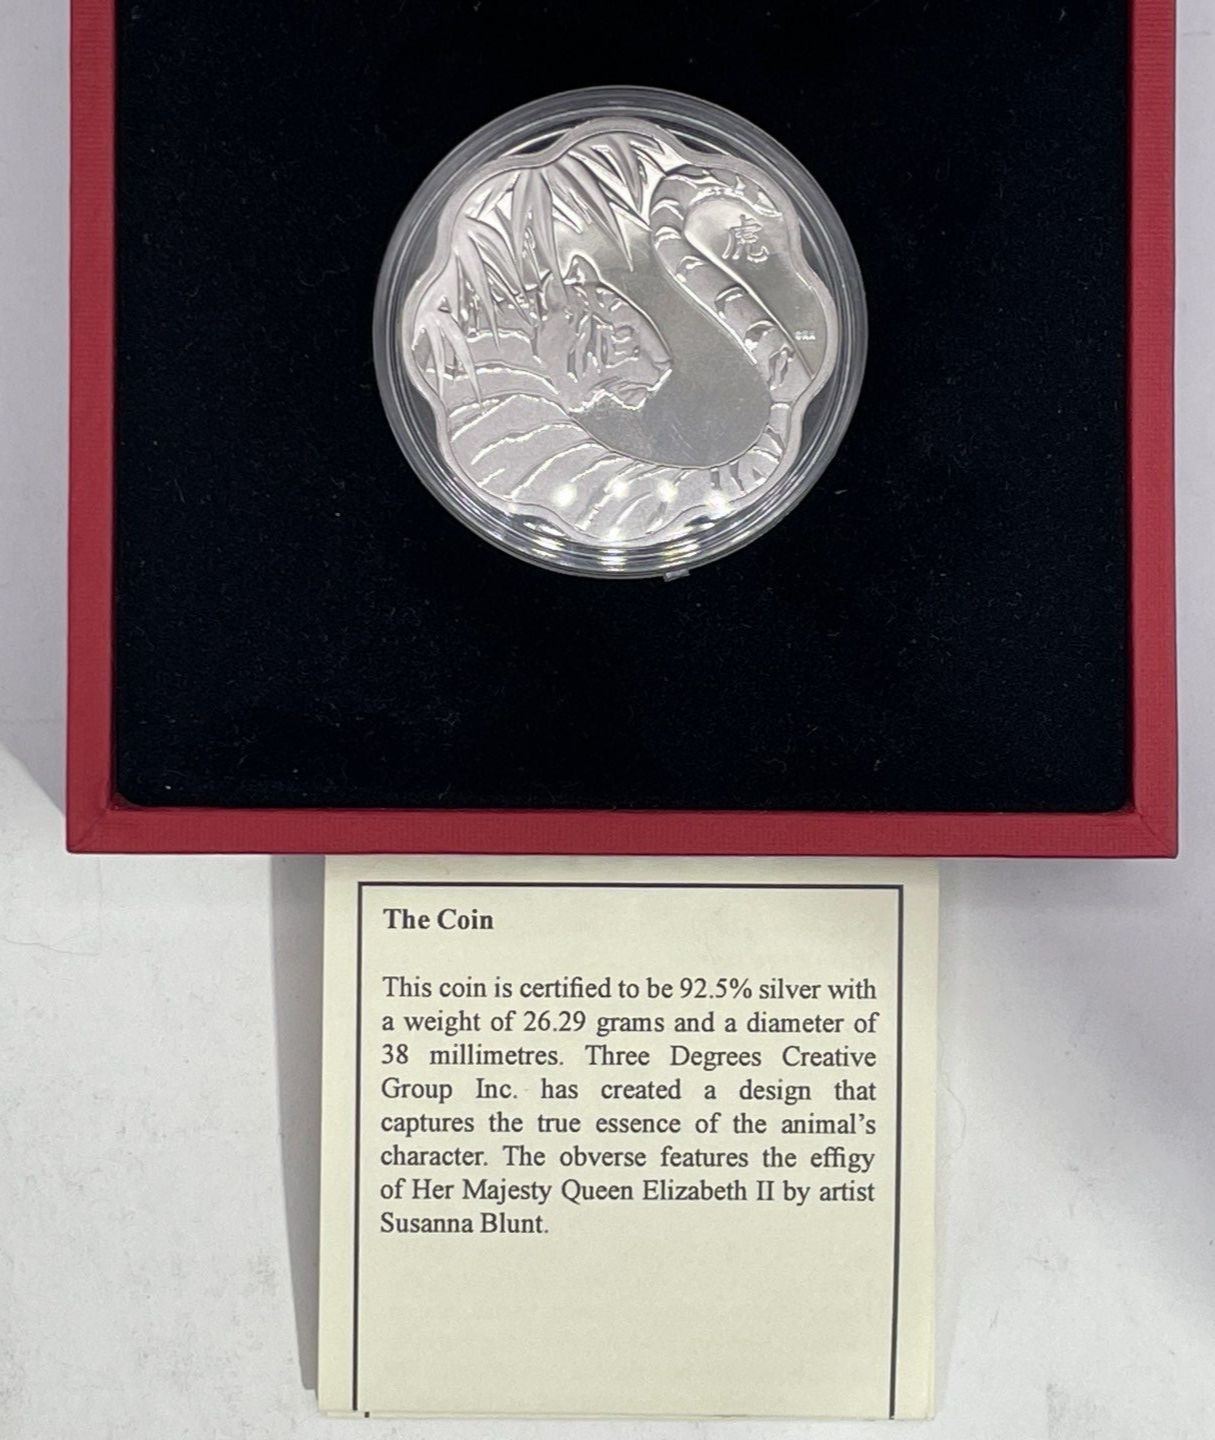 虎
The Coin
This coin is certified to be 92.5% silver with
a weight of 26.29 grams and a diameter of
38 millimetres. Three Degrees Creative
Group Inc. has created a design that
captures the true essence of the animal's
character. The obverse features the effigy
of Her Majesty Queen Elizabeth II by artist
Susanna Blunt.